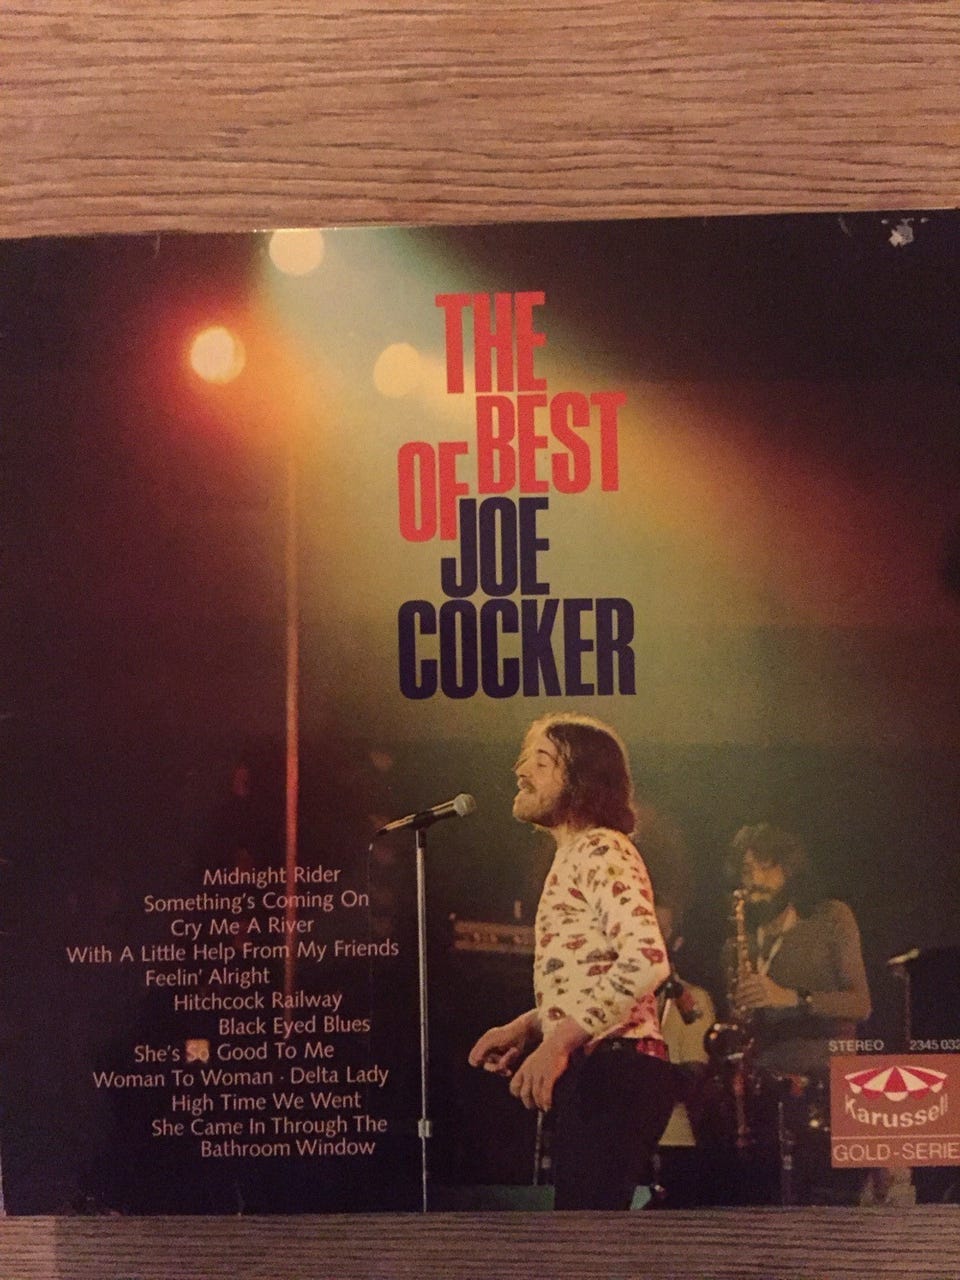 THE
BEST
OF
JOE
COCKER
Midnight Rider
Something's Coming On
Cry Me A River
With A Little Help From My Friends
Feelin' Alright
Hitchcock Railway
Black Eyed Blues
She's So Good To Me
Woman To Woman · Delta Lady
High Time We Went
She Came In Through The
Bathroom Window
STEREO 2345 032
Karussell
GOLD-SERIE